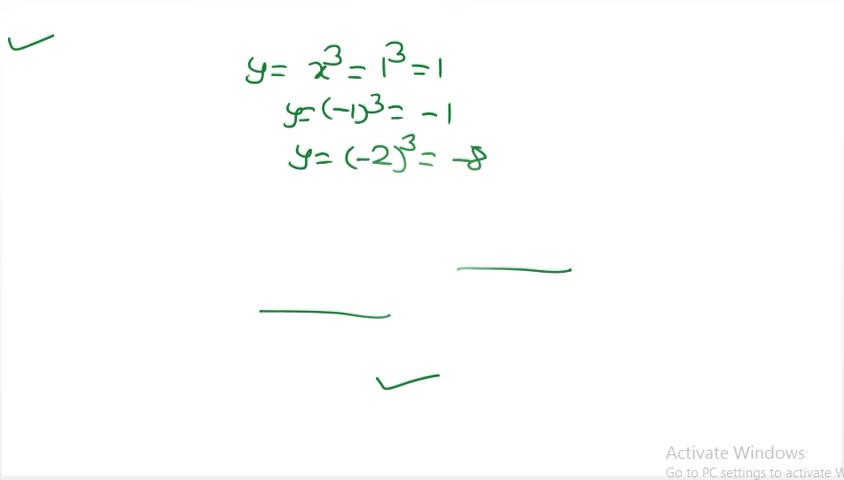 y = x³ = 1³ = 1
y = (-1)³ = -1
y = (-2)³ = -8
Activate Windows
Go to PC settings to activate W